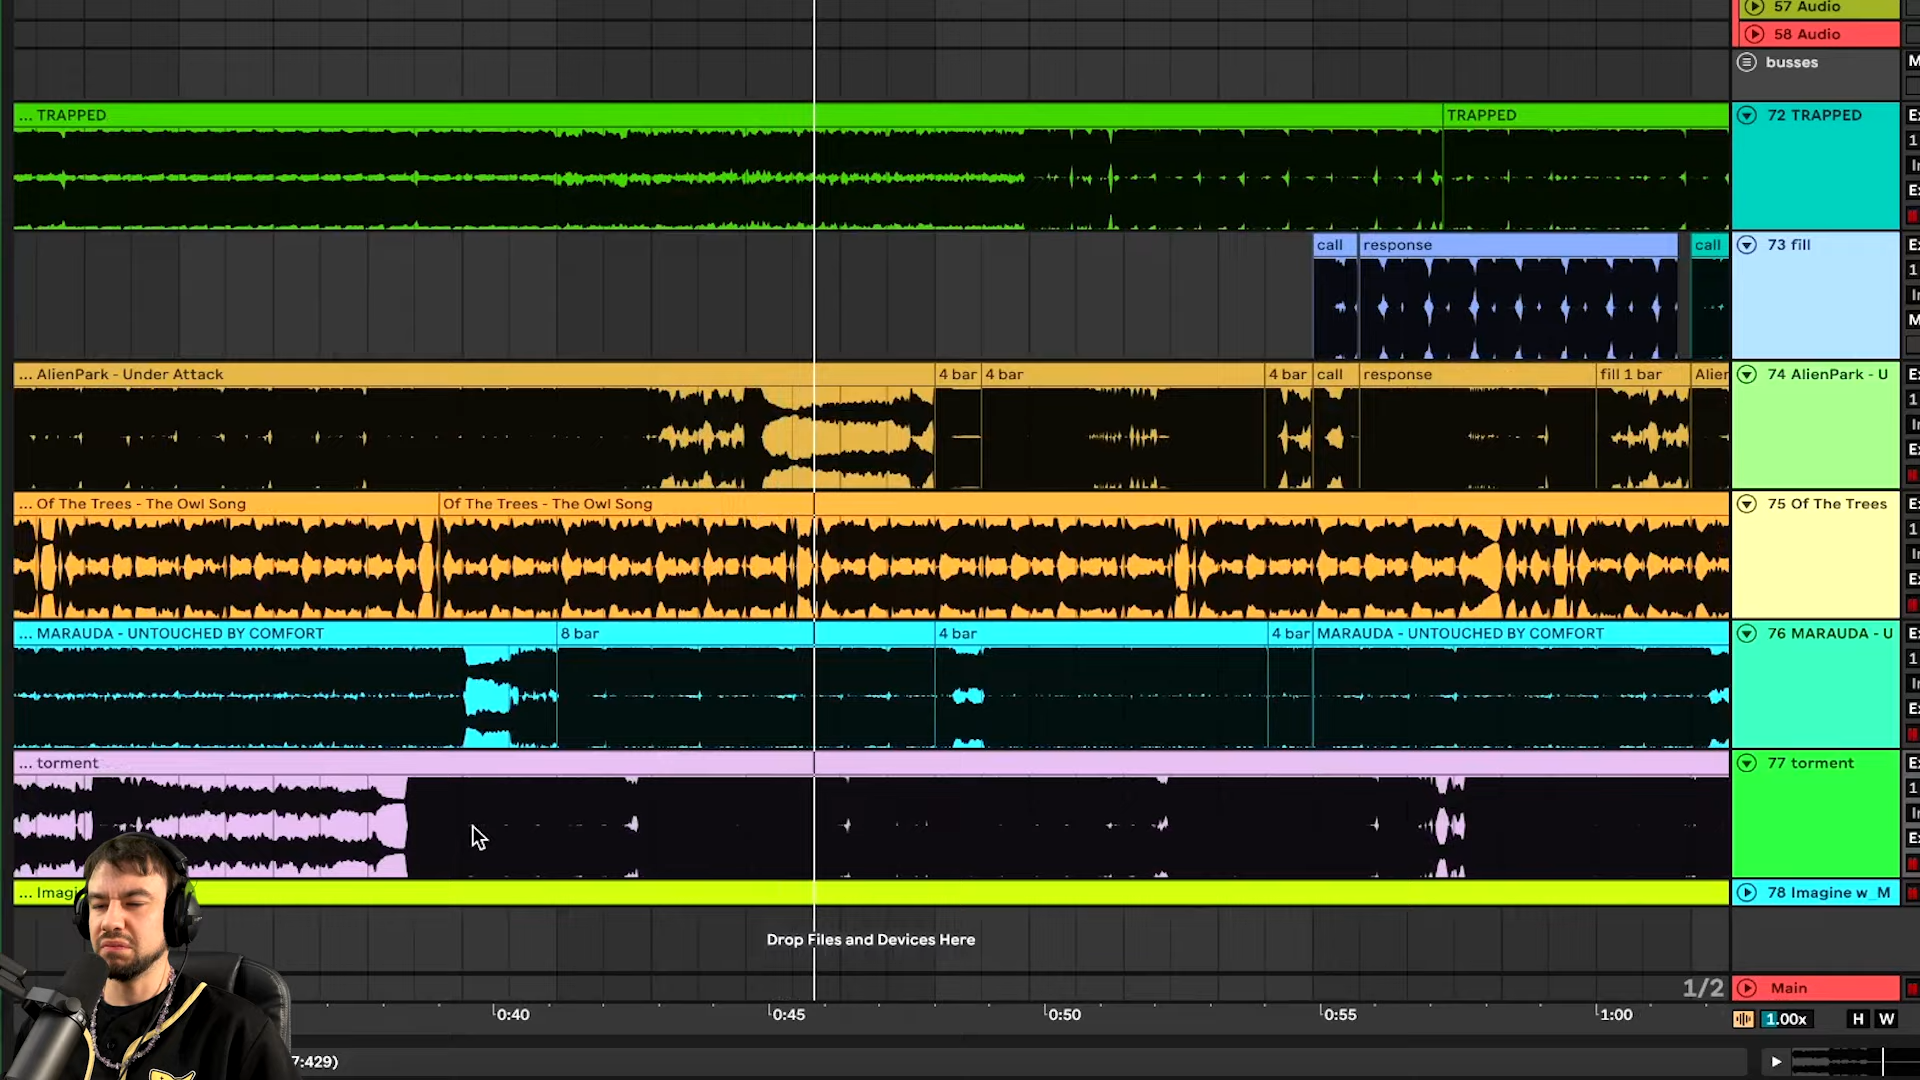 57 Audio
58 Audio
busses
... TRAPPED
TRAPPED
72 TRAPPED
call
response
call
73 fill
... AlienPark - Under Attack
4 bar
4 bar
4 bar
call
response
fill 1 bar
Alier
74 AlienPark - U
... Of The Trees - The Owl Song
Of The Trees - The Owl Song
75 Of The Trees
... MARAUDA - UNTOUCHED BY COMFORT
8 bar
4 bar
4 bar
MARAUDA - UNTOUCHED BY COMFORT
76 MARAUDA - U
... torment
77 torment
... Imagi
78 Imagine w_M
Drop Files and Devices Here
1/2
Main
0:40
0:45
0:50
0:55
1:00
1.00x
H
W
7:429)